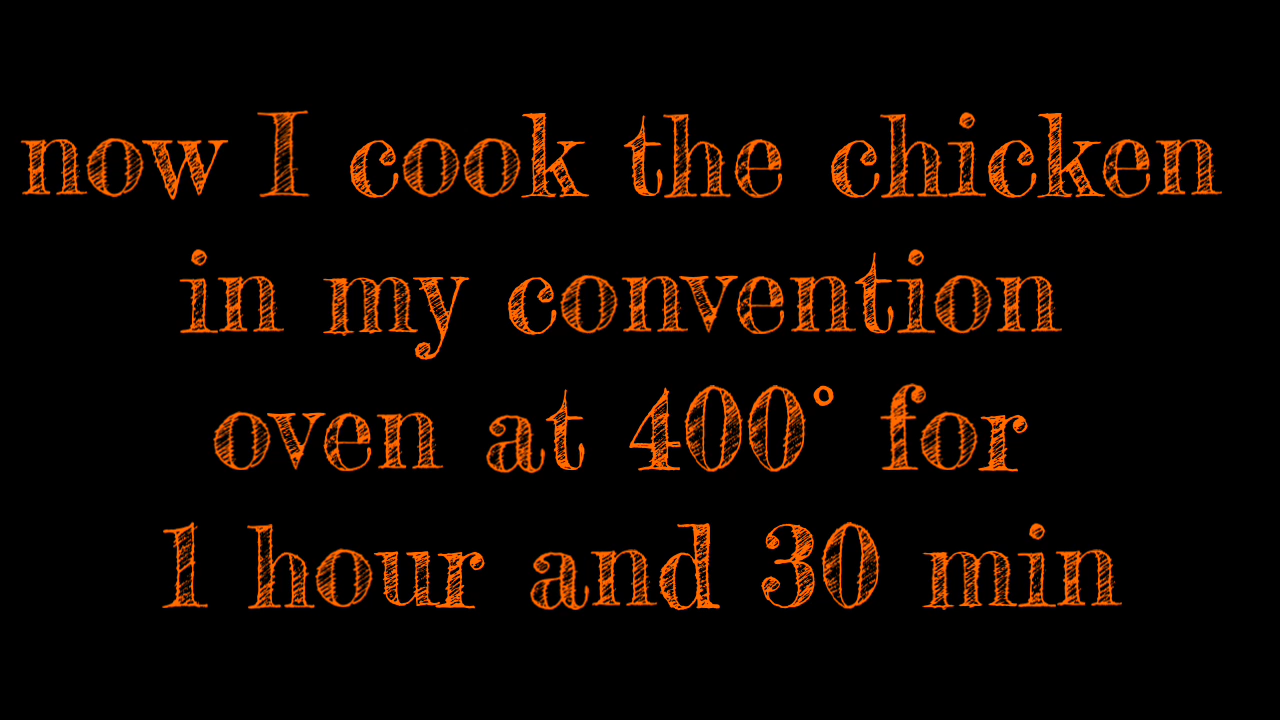 now I cook the chicken
in my convention
oven at 400° for
1 hour and 30 min